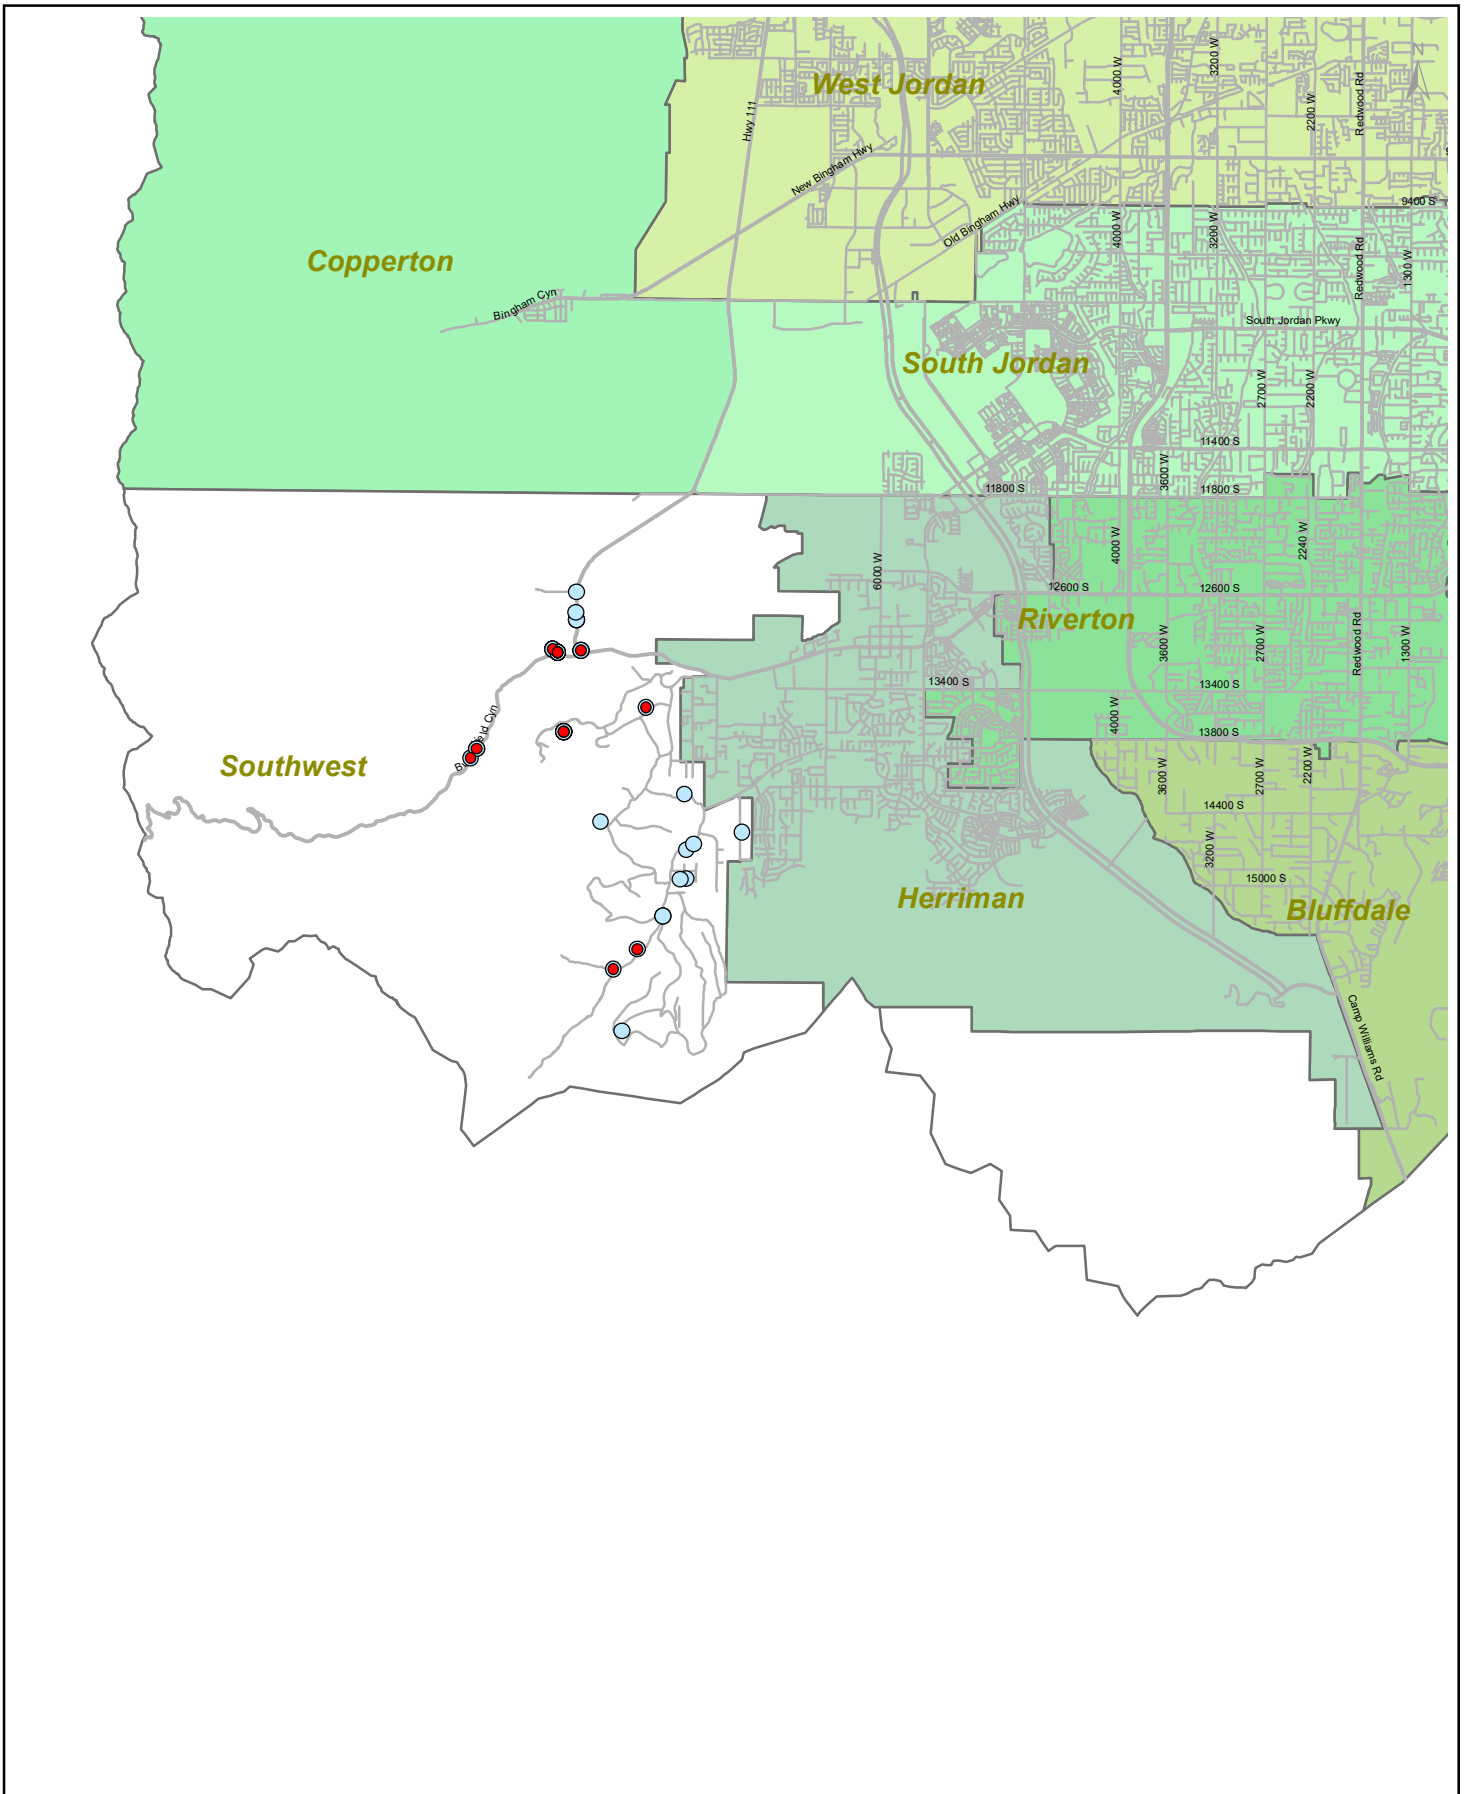 West Jordan
4000 W
3200 W
2200 W
Redwood Rd
N
Hwy 111
New Bingham Hwy
Old Bingham Hwy
9400 S
4000 W
3200 W
Redwood Rd
1300 W
Copperton
Bingham Cyn
South Jordan Pkwy
South Jordan
2700 W
2200 W
11400 S
3600 W
11800 S
11800 S
4000 W
2240 W
6000 W
12600 S
12600 S
Riverton
3600 W
2700 W
Redwood Rd
1300 W
13400 S
13400 S
4000 W
13800 S
Cyn
Southwest
3600 W
2700 W
2200 W
14400 S
3200 W
15000 S
Herriman
Bluffdale
Camp Williams Rd